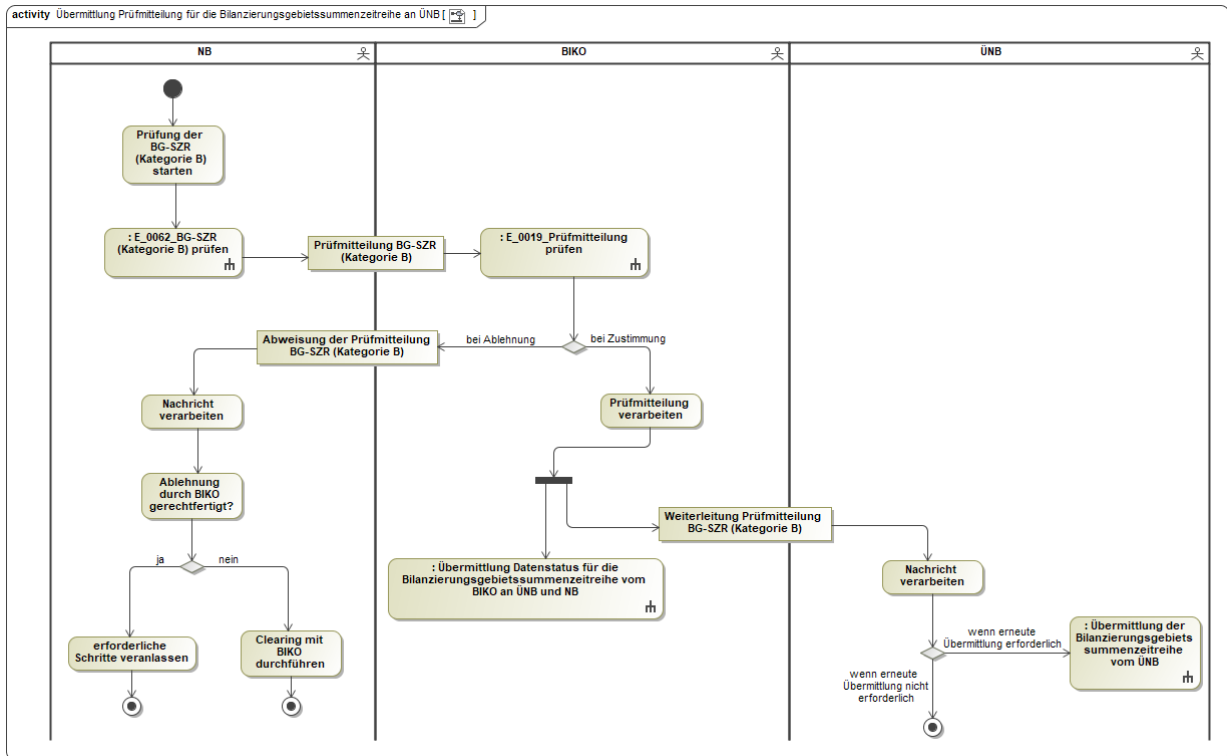 activity Übermittlung Prüfmitteilung für die Bilanzierungsgebietssummenzeitreihe an ÜNB [ ]
NB
BIKO
ÜNB
Prüfung der
BG-SZR
(Kategorie B)
starten
: E_0062_BG-SZR
(Kategorie B) prüfen
Prüfmitteilung BG-SZR
(Kategorie B)
: E_0019_Prüfmitteilung
prüfen
Abweisung der Prüfmitteilung
BG-SZR (Kategorie B)
bei Ablehnung
bei Zustimmung
Nachricht
verarbeiten
Prüfmitteilung
verarbeiten
Ablehnung
durch BIKO
gerechtfertigt?
Weiterleitung Prüfmitteilung
BG-SZR (Kategorie B)
ja
nein
: Übermittlung Datenstatus für die
Bilanzierungsgebietssummenzeitreihe vom
BIKO an ÜNB und NB
Nachricht
verarbeiten
erforderliche
Schritte veranlassen
Clearing mit
BIKO
durchführen
wenn erneute
Übermittlung erforderlich
: Übermittlung der
Bilanzierungsgebiets
summenzeitreihe
vom ÜNB
wenn erneute
Übermittlung nicht
erforderlich